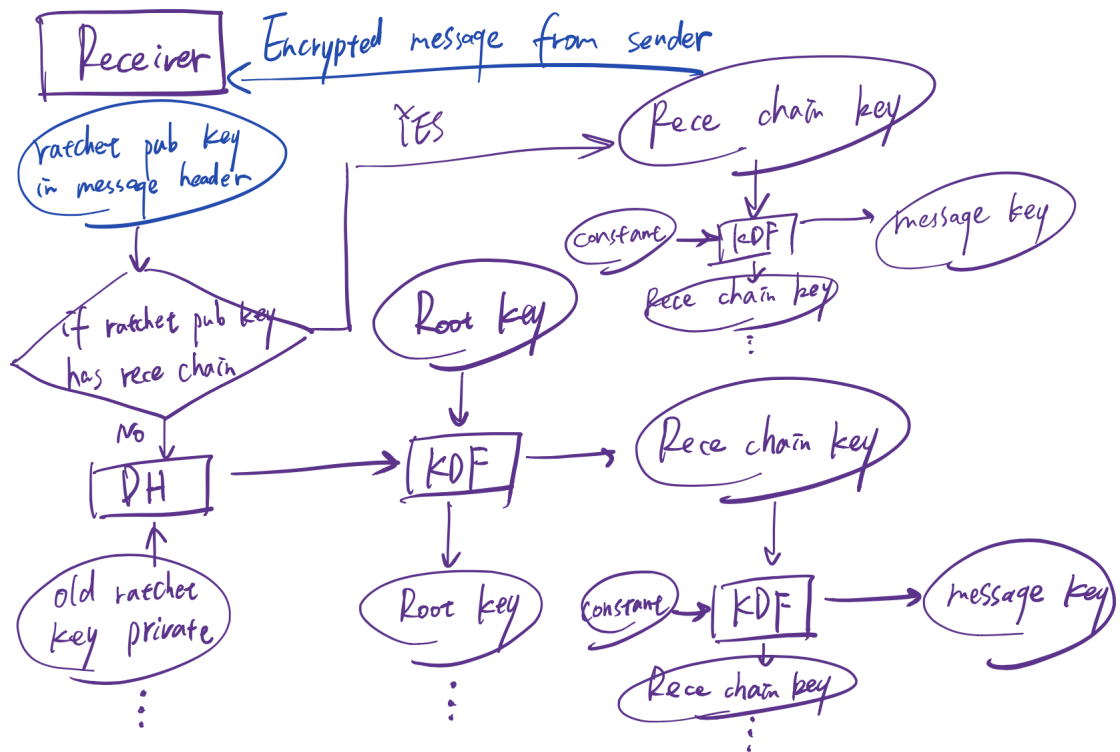 Receiver
Encrypted message from sender
ratchet pub key
in message header
YES
Rece chain key
constant
KDF
message key
Rece chain key
if ratchet pub key
has rece chain
Root key
No
DH
KDF
Rece chain key
old ratchet
key private
Root key
constant
KDF
message key
Rece chain key